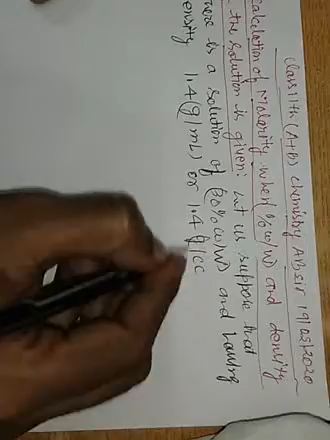 Class 11th (A+B) chemistry AB sir 19/05/2020
Calculation of Molarity when (% w/w) and density
the solution is given: Let us suppose that
there is a solution of (30% w/w) and having
density 1.4 (g/mL) or 1.4 g/cc